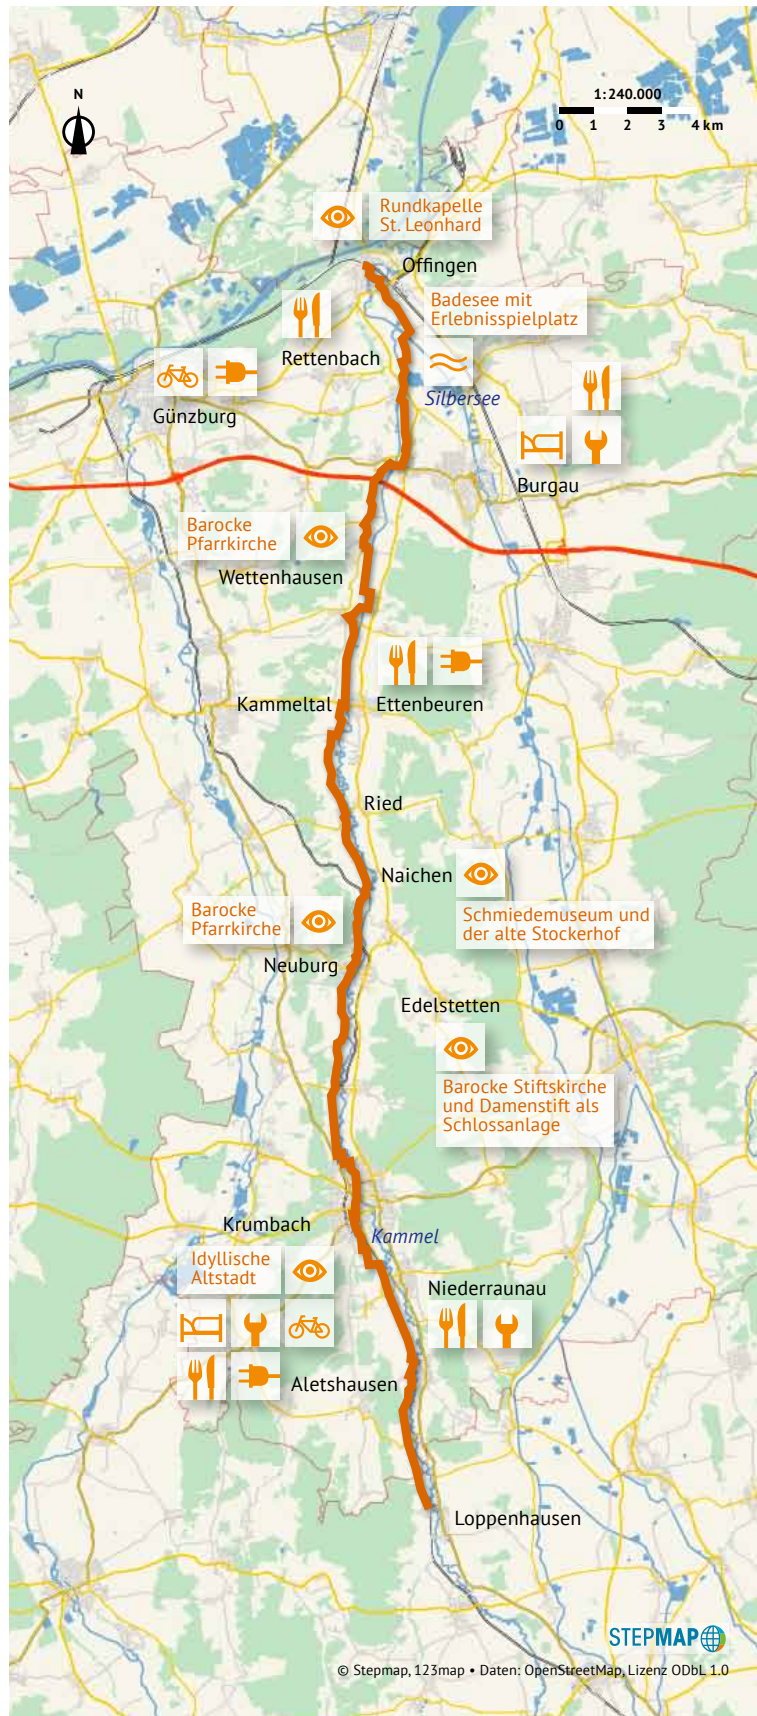 N
1:240.000
0 1 2 3 4 km
Rundkapelle
St. Leonhard
Offingen
Badesee mit
Erlebnisspielplatz
Rettenbach
Silbersee
Günzburg
Burgau
Barocke
Pfarrkirche
Wettenhausen
Kammeltal
Ettenbeuren
Ried
Naichen
Schmiedemuseum und
der alte Stockerhof
Barocke
Pfarrkirche
Neuburg
Edelstetten
Barocke Stiftskirche
und Damenstift als
Schlossanlage
Krumbach
Kammel
Idyllische
Altstadt
Niederraunau
Aletshausen
Loppenhausen
STEPMAP
© Stepmap, 123map • Daten: OpenStreetMap, Lizenz ODbL 1.0